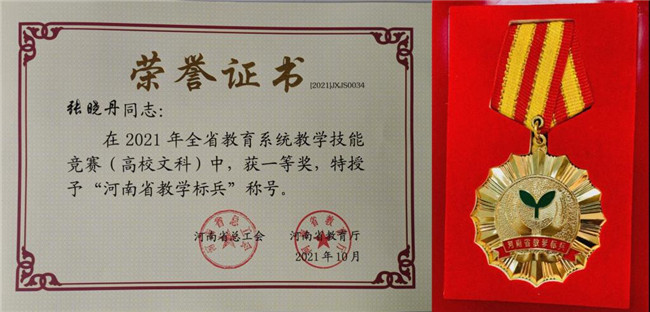 荣誉证书
[2021]JXJS0034
张晓丹同志:
在2021年全省教育系统教学技能
竞赛(高校文科)中,获一等奖,特授
予“河南省教学标兵”称号。
河南省总工会 河南省教育厅
2021年10月
河南省教学标兵